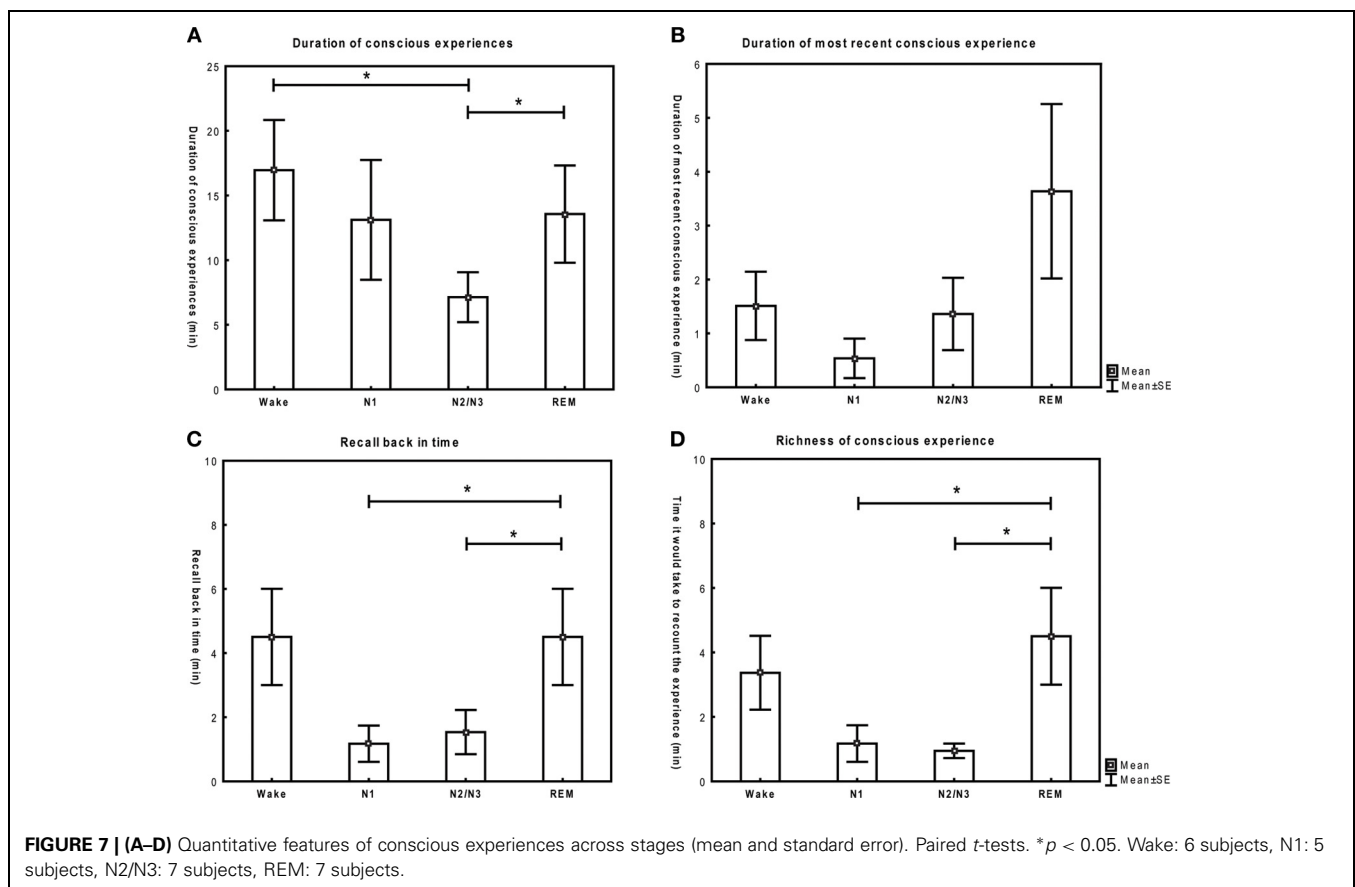 A
Duration of conscious experiences
Duration of conscious experiences (min)
25
20
15
10
5
0
*
*
Wake N1 N2/N3 REM
B
Duration of most recent conscious experience
Duration of most recent conscious experience (min)
6
5
4
3
2
1
0
Wake N1 N2/N3 REM
Mean
Mean±SE
C
Recall back in time
Recall back in time (min)
10
8
6
4
2
0
*
*
Wake N1 N2/N3 REM
D
Richness of conscious experience
Time it would take to recount the experience (min)
10
8
6
4
2
0
*
*
Wake N1 N2/N3 REM
Mean
Mean±SE
FIGURE 7 | (A–D) Quantitative features of conscious experiences across stages (mean and standard error). Paired t-tests. *p < 0.05. Wake: 6 subjects, N1: 5
subjects, N2/N3: 7 subjects, REM: 7 subjects.